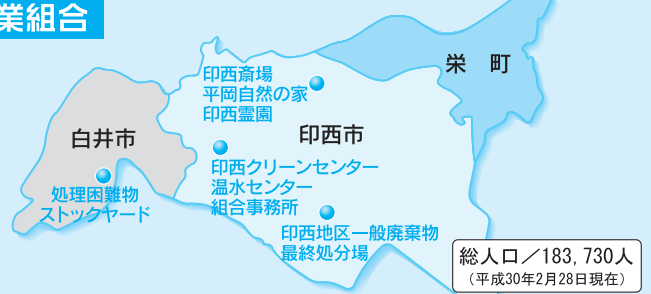 業組合
印西斎場
平岡自然の家
印西霊園
栄 町
白井市
印西市
処理困難物
ストックヤード
印西クリーンセンター
温水センター
組合事務所
印西地区一般廃棄物
最終処分場
総人口／183,730人
（平成30年2月28日現在）